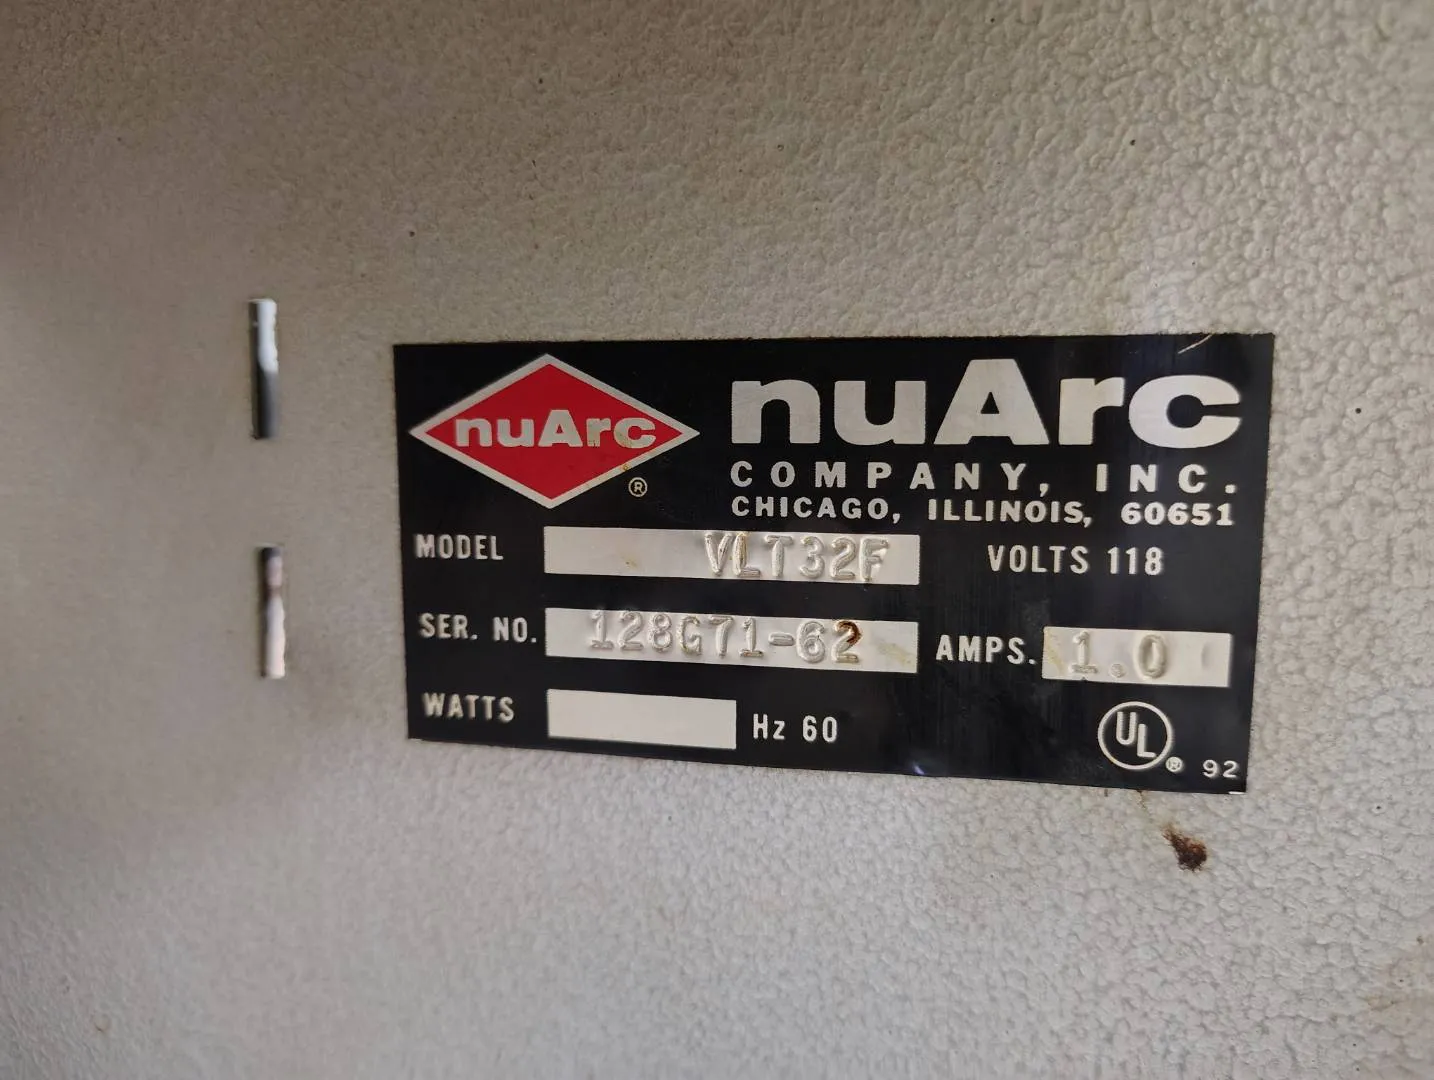 nuArc
®
nuArc
COMPANY, INC.
CHICAGO, ILLINOIS, 60651
MODEL VLT32F VOLTS 118
SER. NO. 128G71-62 AMPS. 1.0
WATTS Hz 60
UL ® 92